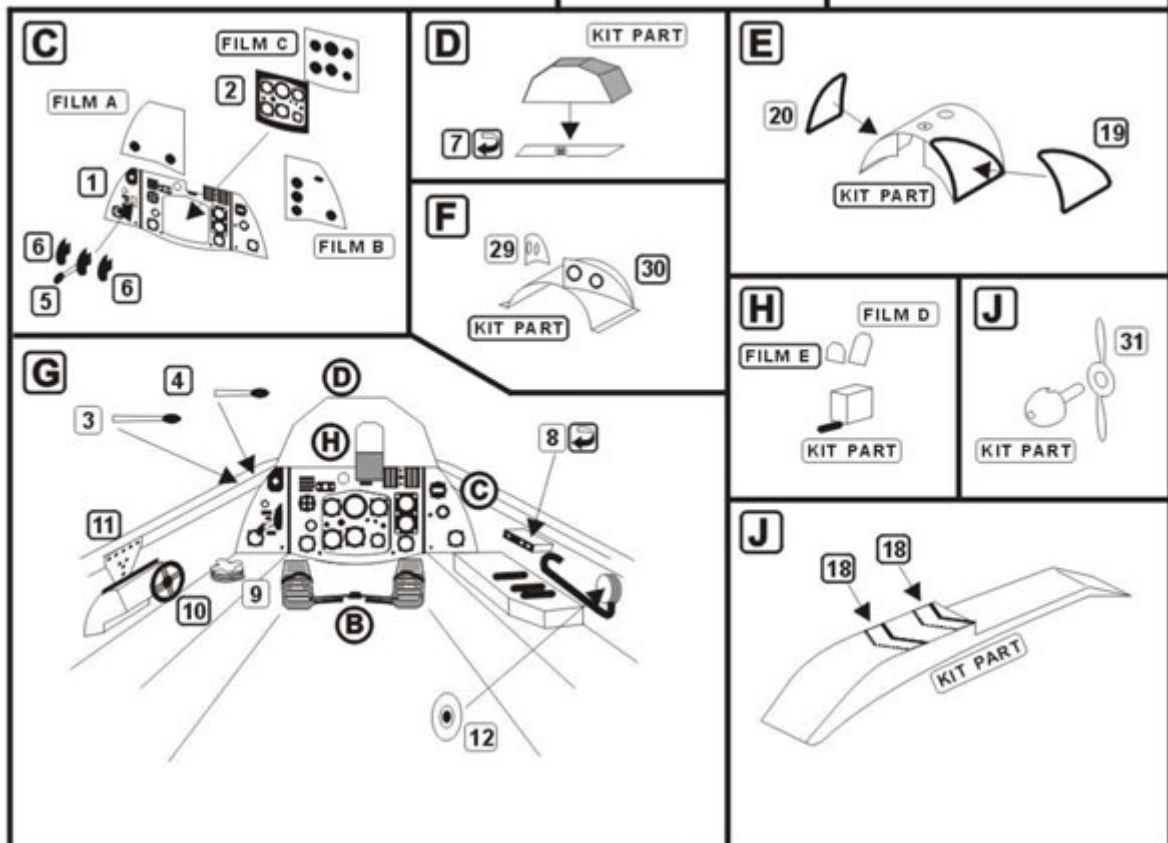 C
FILM C
2
FILM A
1
FILM B
6
5
6
D
KIT PART
7
E
20
19
KIT PART
F
29
30
KIT PART
H
FILM D
FILM E
KIT PART
J
31
KIT PART
G
4
3
D
H
8
C
11
10
9
B
12
J
18
18
KIT PART